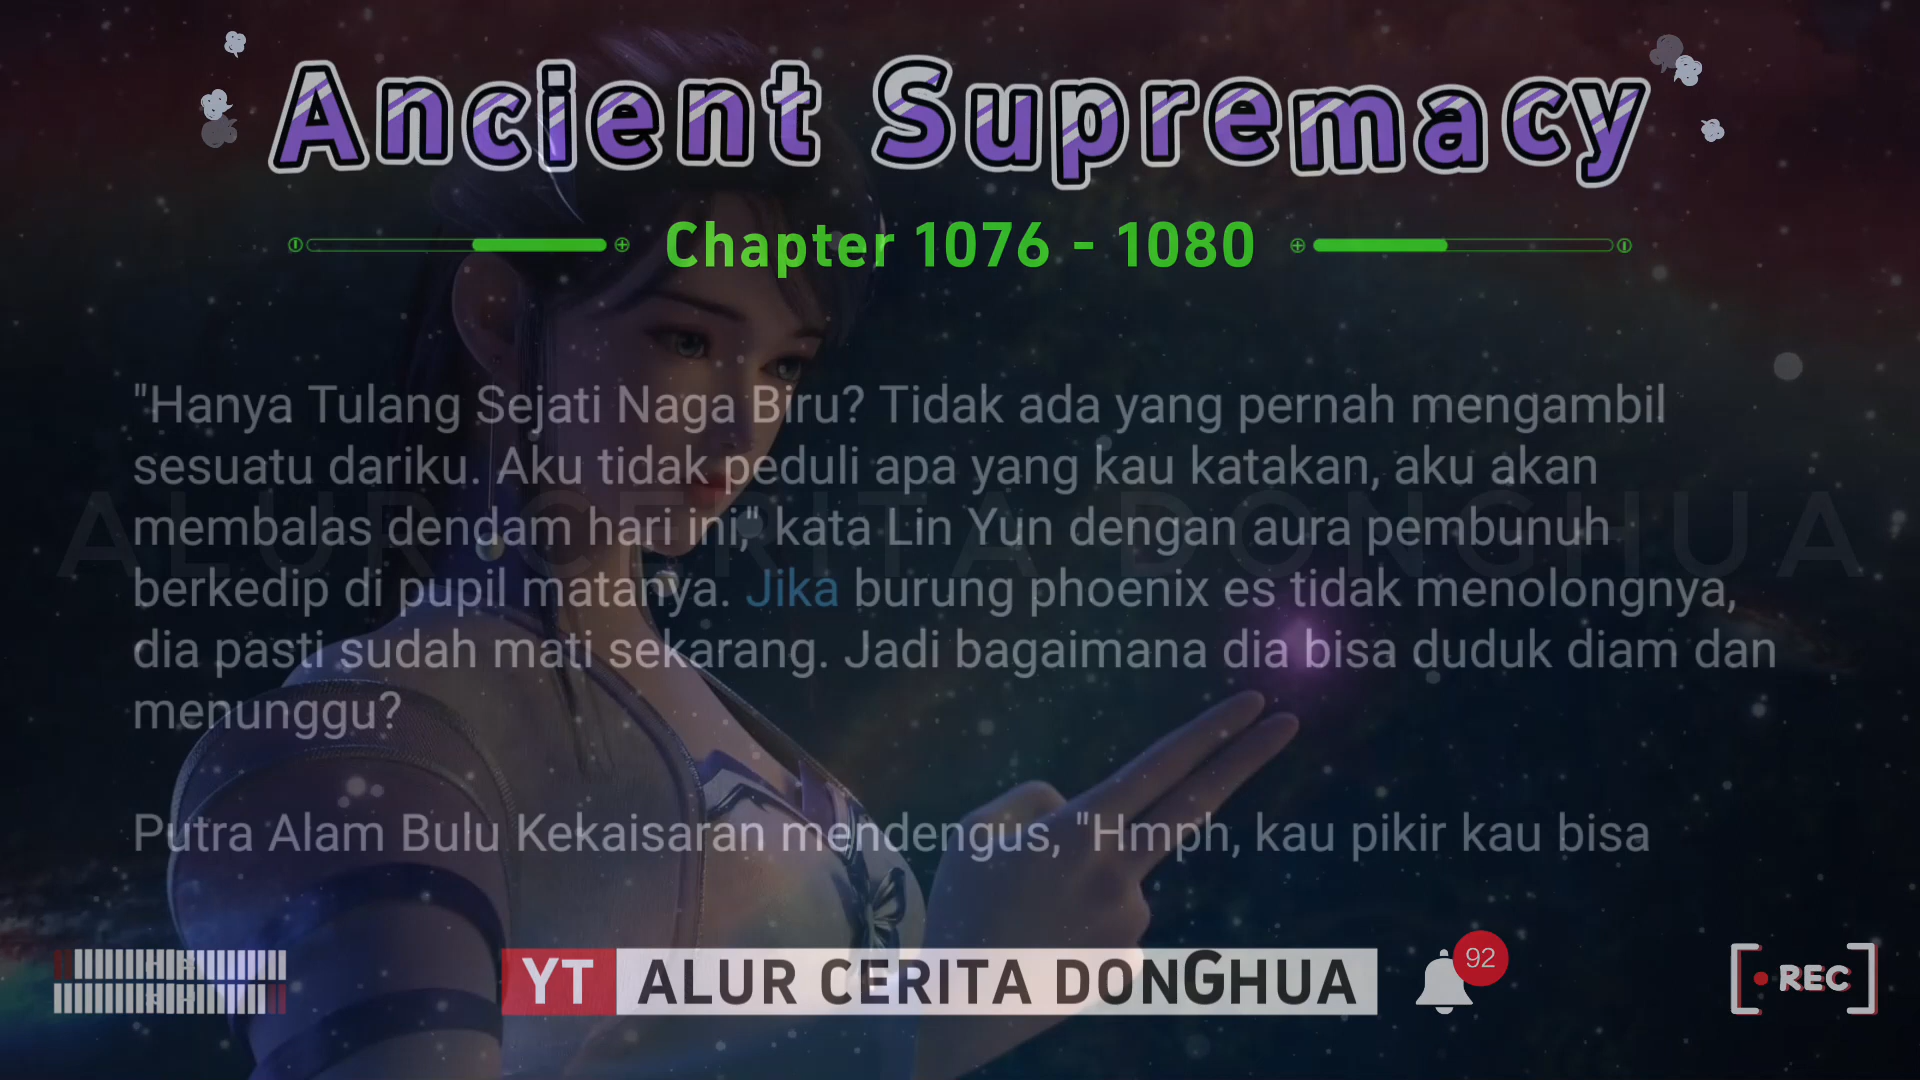 Ancient Supremacy
Chapter 1076 - 1080
"Hanya Tulang Sejati Naga Biru? Tidak ada yang pernah mengambil
sesuatu dariku. Aku tidak peduli apa yang kau katakan, aku akan
membalas dendam hari ini," kata Lin Yun dengan aura pembunuh
berkedip di pupil matanya. Jika burung phoenix es tidak menolongnya,
dia pasti sudah mati sekarang. Jadi bagaimana dia bisa duduk diam dan
menunggu?
Putra Alam Bulu Kekaisaran mendengus, "Hmph, kau pikir kau bisa
ALUR CERITA DONGHUA
YT ALUR CERITA DONGHUA
92
REC